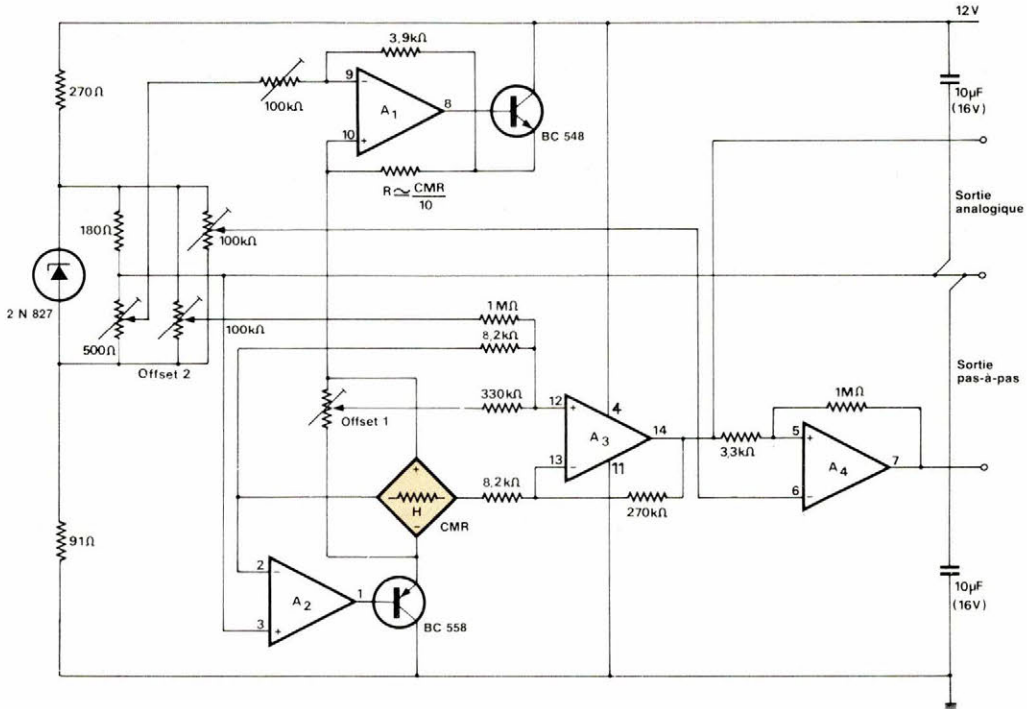 12 V
3,9kΩ
270Ω
100kΩ
9
−
A1
8
10
+
BC 548
10µF
(16V)
R ≃ CMR/10
Sortie
analogique
180Ω
100kΩ
2 N 827
500Ω
100kΩ
Offset 2
1MΩ
8,2kΩ
330kΩ
Offset 1
12
+
A3
4
14
13
−
11
Sortie
pas-à-pas
1MΩ
3,3kΩ
5
+
A4
7
6
−
+
H
−
CMR
8,2kΩ
270kΩ
91Ω
2
−
A2
1
3
+
BC 558
10µF
(16V)